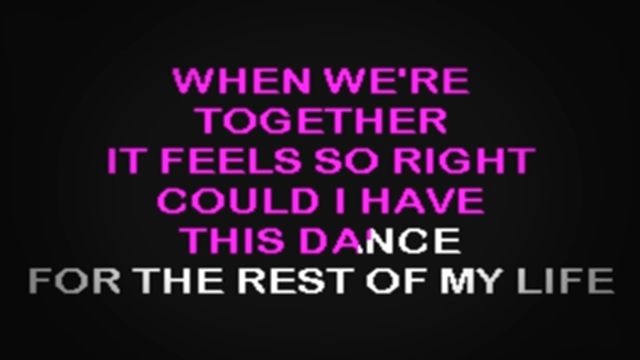 WHEN WE'RE
TOGETHER
IT FEELS SO RIGHT
COULD I HAVE
THIS DANCE
FOR THE REST OF MY LIFE